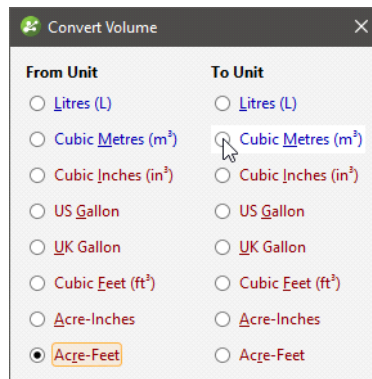 Convert Volume
From Unit To Unit
Litres (L) Litres (L)
Cubic Metres (m³) Cubic Metres (m³)
Cubic Inches (in³) Cubic Inches (in³)
US Gallon US Gallon
UK Gallon UK Gallon
Cubic Feet (ft³) Cubic Feet (ft³)
Acre-Inches Acre-Inches
Acre-Feet Acre-Feet